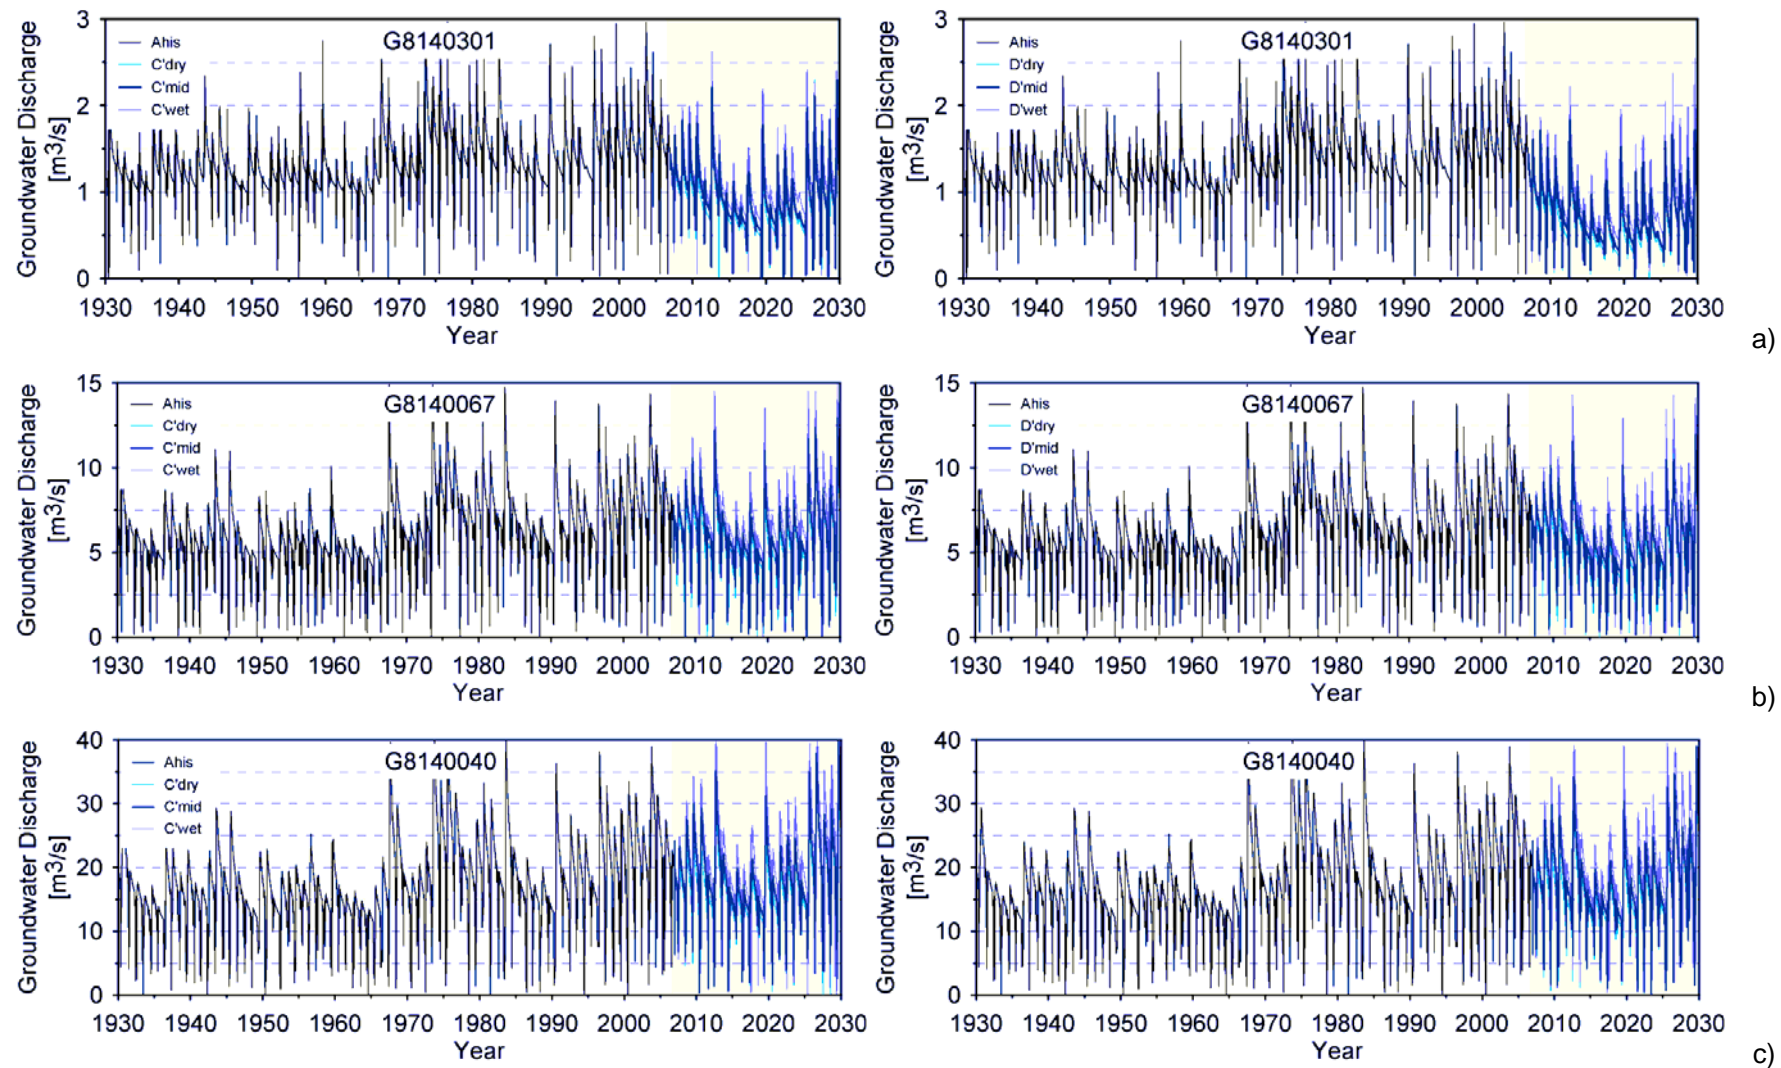 G8140301
Ahis
C'dry
C'mid
C'wet
Groundwater Discharge
[m3/s]
3
2
1
0
1930 1940 1950 1960 1970 1980 1990 2000 2010 2020 2030
Year
G8140301
Ahis
D'dry
D'mid
D'wet
Groundwater Discharge
[m3/s]
3
2
1
0
1930 1940 1950 1960 1970 1980 1990 2000 2010 2020 2030
Year
a)
G8140067
Ahis
C'dry
C'mid
C'wet
Groundwater Discharge
[m3/s]
15
10
5
0
1930 1940 1950 1960 1970 1980 1990 2000 2010 2020 2030
Year
G8140067
Ahis
D'dry
D'mid
D'wet
Groundwater Discharge
[m3/s]
15
10
5
0
1930 1940 1950 1960 1970 1980 1990 2000 2010 2020 2030
Year
b)
G8140040
Ahis
C'dry
C'mid
C'wet
Groundwater Discharge
[m3/s]
40
30
20
10
0
1930 1940 1950 1960 1970 1980 1990 2000 2010 2020 2030
Year
G8140040
Groundwater Discharge
[m3/s]
40
30
20
10
0
1930 1940 1950 1960 1970 1980 1990 2000 2010 2020 2030
Year
c)